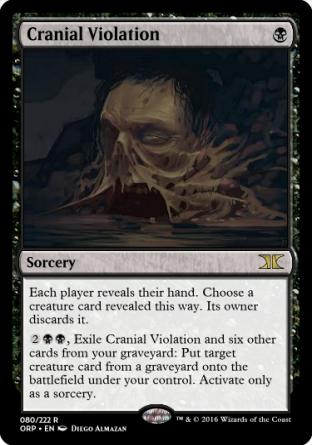 Cranial Violation
Sorcery
Each player reveals their hand. Choose a
creature card revealed this way. Its owner
discards it.
2, Exile Cranial Violation and six other
cards from your graveyard: Put target
creature card from a graveyard onto the
battlefield under your control. Activate only
as a sorcery.
080/222 R
ORP • EN Diego Almazan
™ & © 2016 Wizards of the Coast